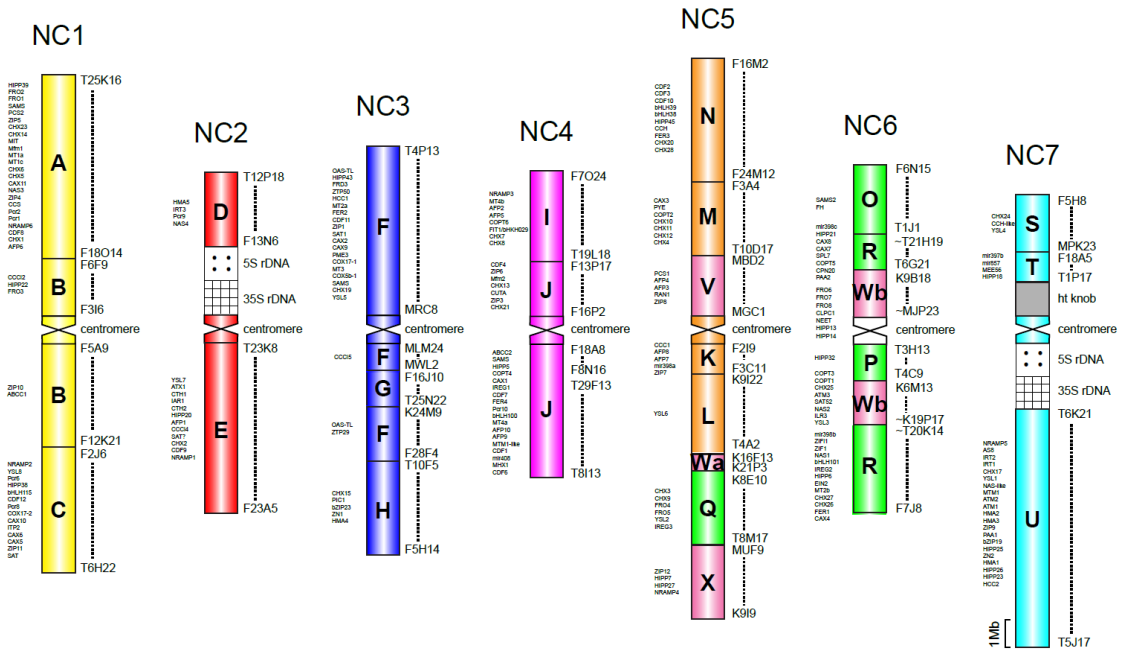 NC1
T25K16
HIPP39
FRO2
FRO1
SAMS
PCS2
ZIP5
CHX23
CHX14
MIT
Mfrn1
MT1a
MT1c
CHX6
CHX5
CAX11
NAS3
ZIP4
CCS
Pcr2
Pcr1
NRAMP6
CDF8
CHX1
AFP6
A
F18O14
F6F9
CCCl2
HIPP22
FRO3
B
F3I6
centromere
F5A9
ZIP10
ABCC1
B
F12K21
F2J6
NRAMP2
YSL8
Pcr6
HIPP38
bHLH115
CDF12
Pcr8
COX17-2
CAX10
ITP2
CAX6
CAX5
ZIP11
SAT
C
T6H22
NC2
T12P18
HMA5
IRT3
Pcr9
NAS4
D
F13N6
5S rDNA
35S rDNA
centromere
T23K8
YSL7
ATX1
CTH1
IAR1
CTH2
HIPP20
AFP1
CCCl4
SAT?
CHX2
CDF9
NRAMP1
E
F23A5
NC3
T4P13
OAS-TL
HIPP43
FRD3
ZTP50
HCC1
MT2a
FER2
CDF11
ZIP1
SAT1
CAX2
CAX9
PME3
COX17-1
MT3
COX5b-1
SAMS
CHX19
YSL5
F
MRC8
centromere
MLM24
CCCl5
F
MWL2
F16J10
G
T25N22
K24M9
OAS-TL
ZTP29
F
F28F4
T10F5
CHX15
PIC1
bZIP23
ZN1
HMA4
H
F5H14
NC4
F7O24
NRAMP3
MT4b
AFP2
AFP5
COPT6
FIT1/bHKH029
CHX7
CHX8
I
T19L18
F13P17
CDF4
ZIP6
Mfrn2
CHX13
CUTA
ZIP3
CHX21
J
F16P2
centromere
F18A8
F8N16
T29F13
ABCC2
SAMS
HIPP5
COPT4
CAX1
IREG1
CDF7
FER4
Pcr10
bHLH100
MT4a
AFP10
AFP9
MTM1-like
CDF1
mir408
MHX1
CDF6
J
T8I13
NC5
F16M2
CDF2
CDF3
CDF10
bHLH39
bHLH38
HIPP45
CCH
FER3
CHX20
CHX28
N
F24M12
F3A4
CAX3
PYE
COPT2
CHX10
CHX11
CHX12
CHX4
M
T10D17
MBD2
PCS1
AFP4
AFP3
RAN1
ZIP8
V
MGC1
centromere
F2I9
CCC1
AFP8
AFP7
mir398a
ZIP7
K
F3C11
K9I22
YSL6
L
T4A2
K16F13
Wa
K21P3
K8E10
CHX3
CHX9
FRO4
FRO5
YSL2
IREG3
Q
T8M17
MUF9
ZIP12
HIPP7
HIPP27
NRAMP4
X
K9I9
NC6
F6N15
SAMS2
FH
O
T1J1
~T21H19
mir398c
HIPP21
CAX8
CAX7
SPL7
COPT5
CPN20
PAA2
R
T6G21
K9B18
FRO6
FRO7
FRO8
CLPC1
NEET
HIPP13
HIPP14
Wb
~MJP23
centromere
T3H13
HIPP32
P
T4C9
K6M13
COPT3
COPT1
CHX25
ATM3
SAT52
NAS2
ILR3
YSL3
Wb
~K19P17
~T20K14
mir398b
ZIFl1
ZIF1
NAS1
bHLH101
IREG2
HIPP6
EIN2
MT2b
CHX27
CHX26
FER1
CAX4
R
F7J8
NC7
F5H8
CHX24
CCH-like
YSL4
S
MPK23
F18A5
mir397b
mir857
MEE56
HIPP16
T
T1P17
ht knob
centromere
5S rDNA
35S rDNA
T6K21
NRAMP5
AS8
IRT2
IRT1
CHX17
YSL1
NAS-like
MTM1
ATM2
ATM1
HMA2
HMA3
ZIP9
PAA1
bZIP19
HIPP25
ZN2
HMA1
HIPP26
HIPP23
HCC2
U
1Mb
T5J17